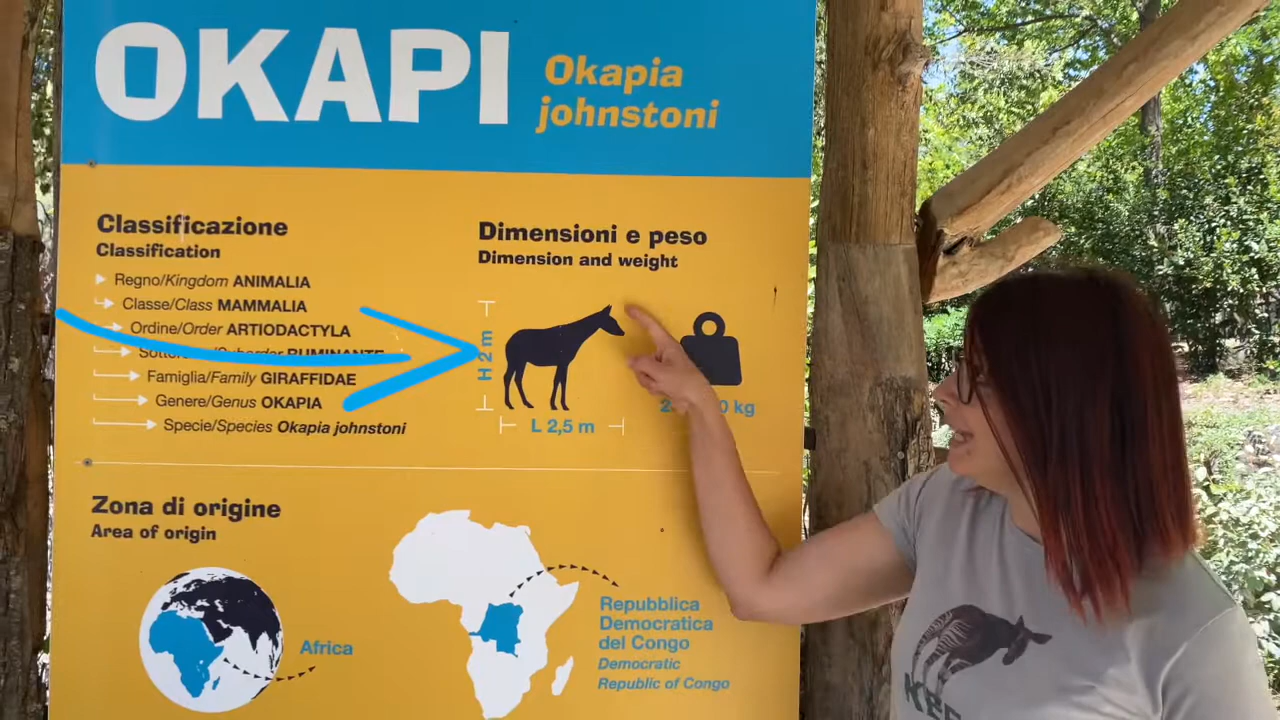 OKAPI
Okapia
johnstoni
Classificazione
Classification
Regno/Kingdom ANIMALIA
Classe/Class MAMMALIA
Ordine/Order ARTIODACTYLA
RUMINANTE
Famiglia/Family GIRAFFIDAE
Genere/Genus OKAPIA
Specie/Species Okapia johnstoni
Dimensioni e peso
Dimension and weight
H 2 m
L 2,5 m
kg
Zona di origine
Area of origin
Africa
Repubblica
Democratica
del Congo
Democratic
Republic of Congo